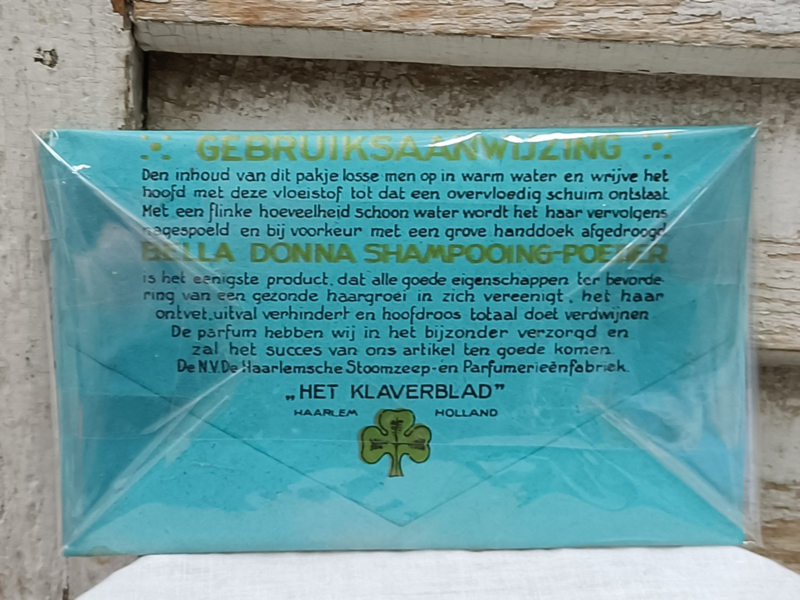 GEBRUIKSAANWIJZING
Den inhoud van dit pakje losse men op in warm water en wrijve het
hoofd met deze vloeistof tot dat een overvloedig schuim ontstaat
Met een flinke hoeveelheid schoon water wordt het haar vervolgens
nagespoeld en bij voorkeur met een grove handdoek afgedroogd
BELLA DONNA SHAMPOOING-POEDER
is het eenigste product, dat alle goede eigenschappen ter bevorde-
ring van een gezonde haargroei in zich vereenigt, het haar
ontvet, uitval verhindert en hoofdroos totaal doet verdwijnen
De parfum hebben wij in het bijzonder verzorgd en
zal het succes van ons artikel ten goede komen.
De N.V. De Haarlemsche Stoomzeep- en Parfumerieënfabriek.
„HET KLAVERBLAD"
HAARLEM HOLLAND